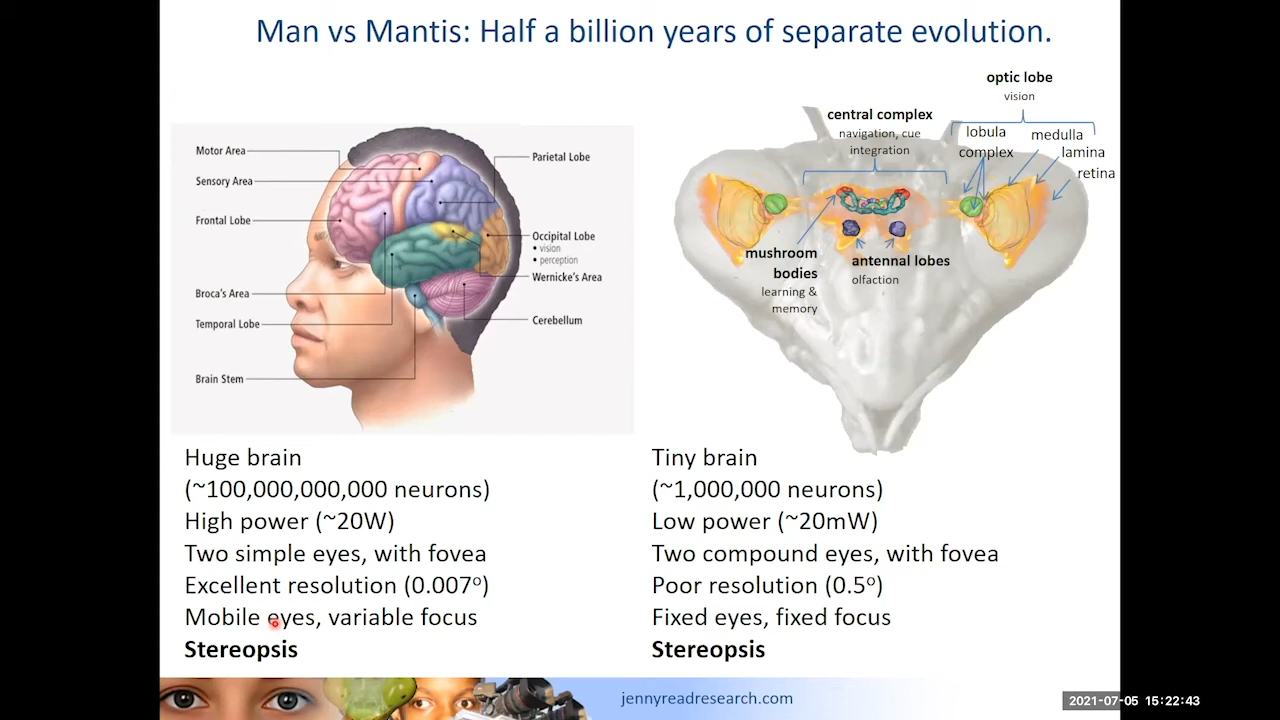 Man vs Mantis: Half a billion years of separate evolution.
Motor Area
Sensory Area
Frontal Lobe
Broca's Area
Temporal Lobe
Brain Stem
Parietal Lobe
Occipital Lobe
• vision
• perception
Wernicke's Area
Cerebellum
optic lobe
vision
central complex
navigation, cue
integration
lobula
complex
medulla
lamina
retina
mushroom
bodies
learning &
memory
antennal lobes
olfaction
Huge brain
(~100,000,000,000 neurons)
High power (~20W)
Two simple eyes, with fovea
Excellent resolution (0.007º)
Mobile eyes, variable focus
Stereopsis
Tiny brain
(~1,000,000 neurons)
Low power (~20mW)
Two compound eyes, with fovea
Poor resolution (0.5º)
Fixed eyes, fixed focus
Stereopsis
jennyreadresearch.com
2021-07-05 15:22:43